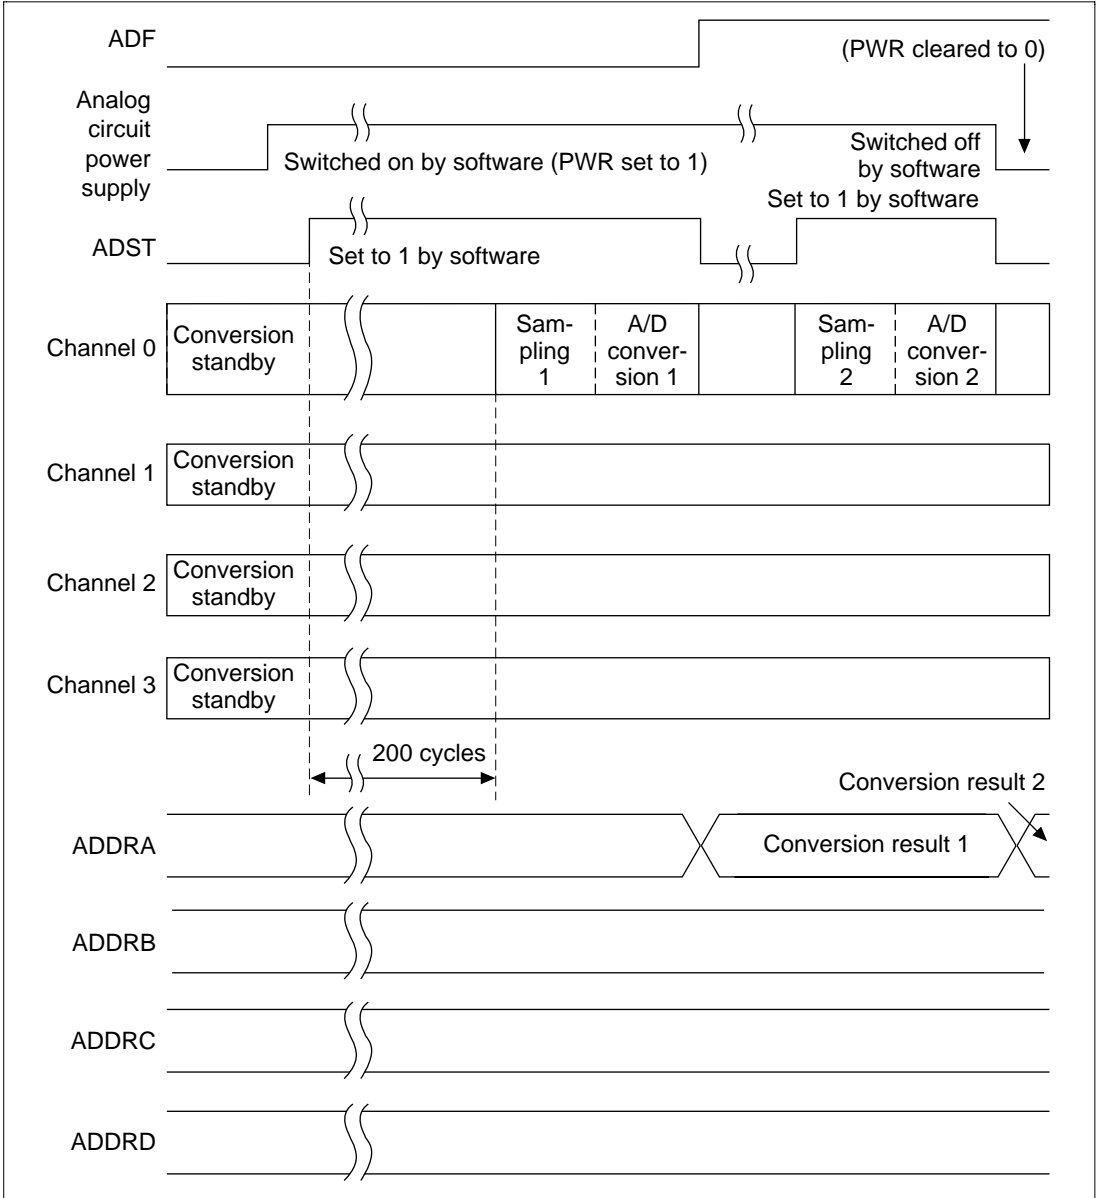 ADF
(PWR cleared to 0)
Analog
circuit
power
supply
Switched on by software (PWR set to 1)
Switched off
by software
Set to 1 by software
ADST
Set to 1 by software
Channel 0
Conversion
standby
Sam-
pling
1
A/D
conver-
sion 1
Sam-
pling
2
A/D
conver-
sion 2
Channel 1
Conversion
standby
Channel 2
Conversion
standby
Channel 3
Conversion
standby
200 cycles
Conversion result 2
ADDRA
Conversion result 1
ADDRB
ADDRC
ADDRD